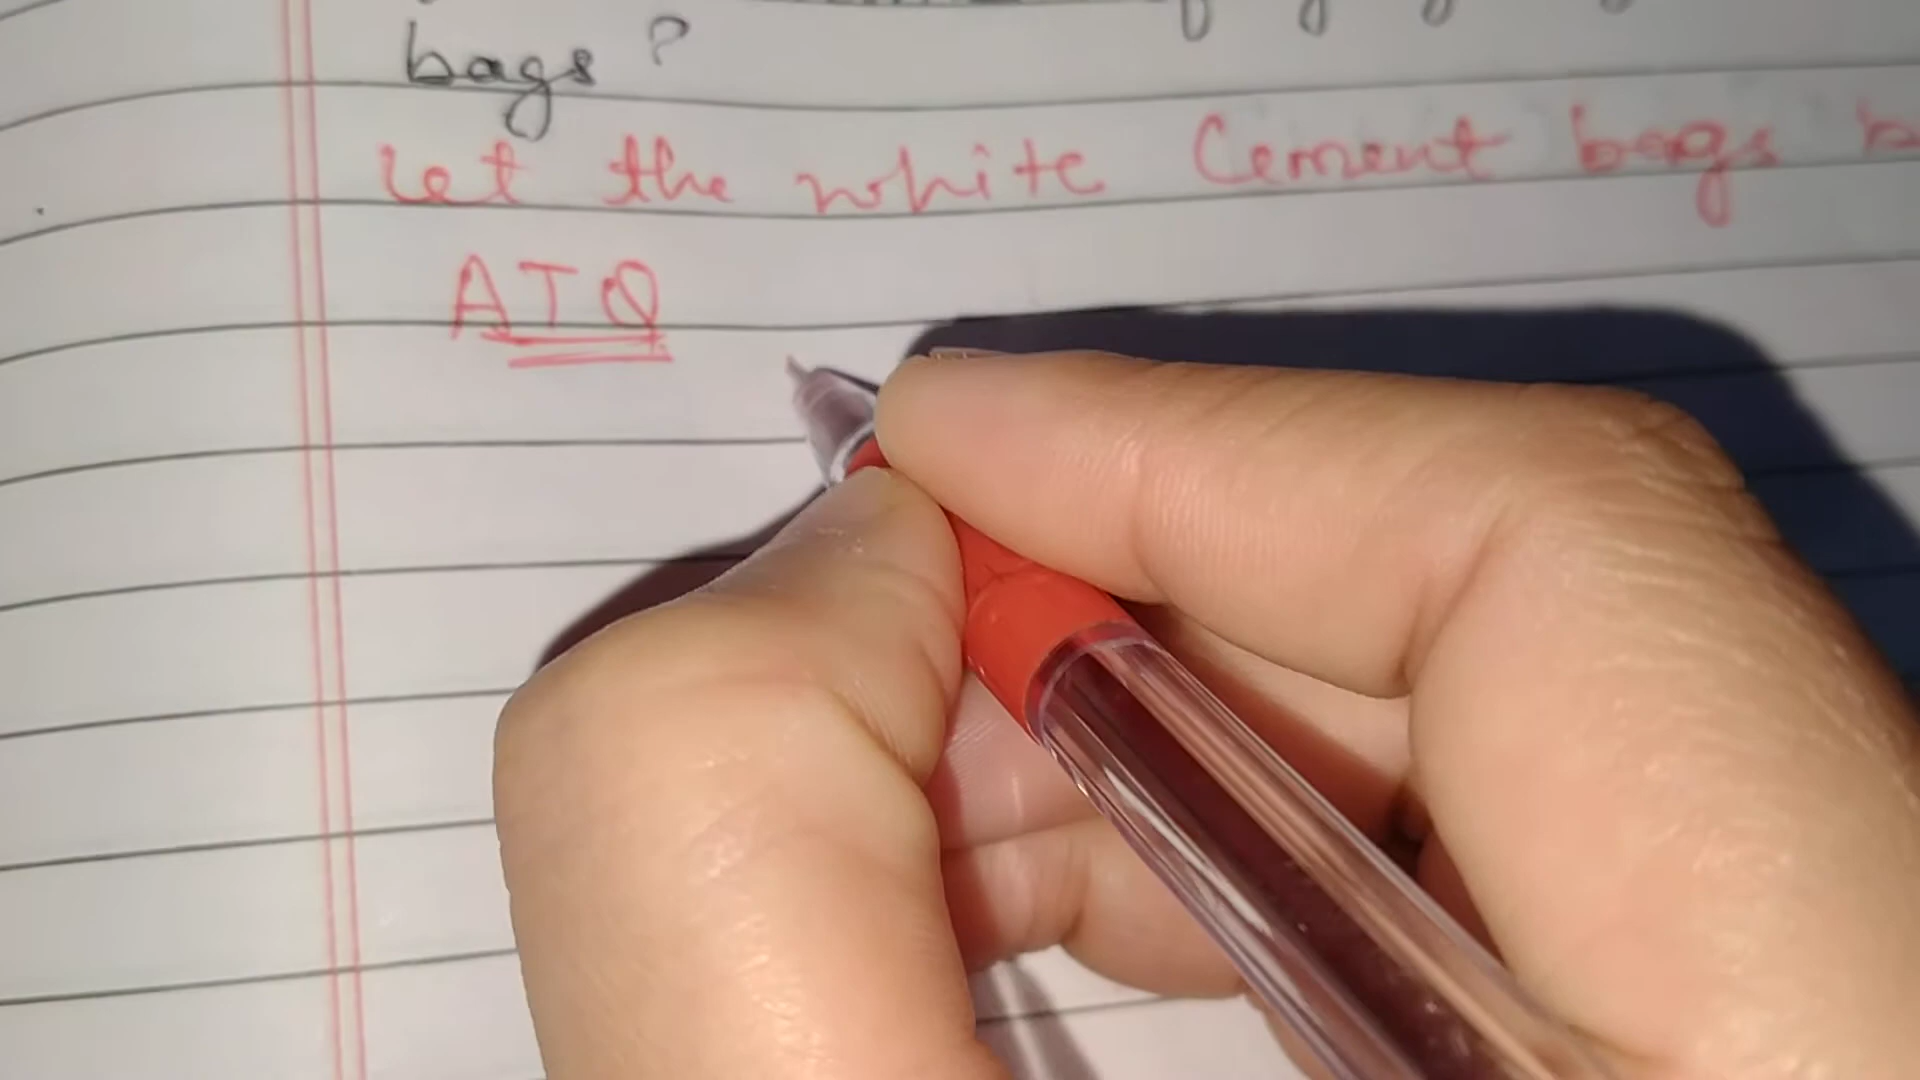 bags ?
Let the white Cement bags
ATQ